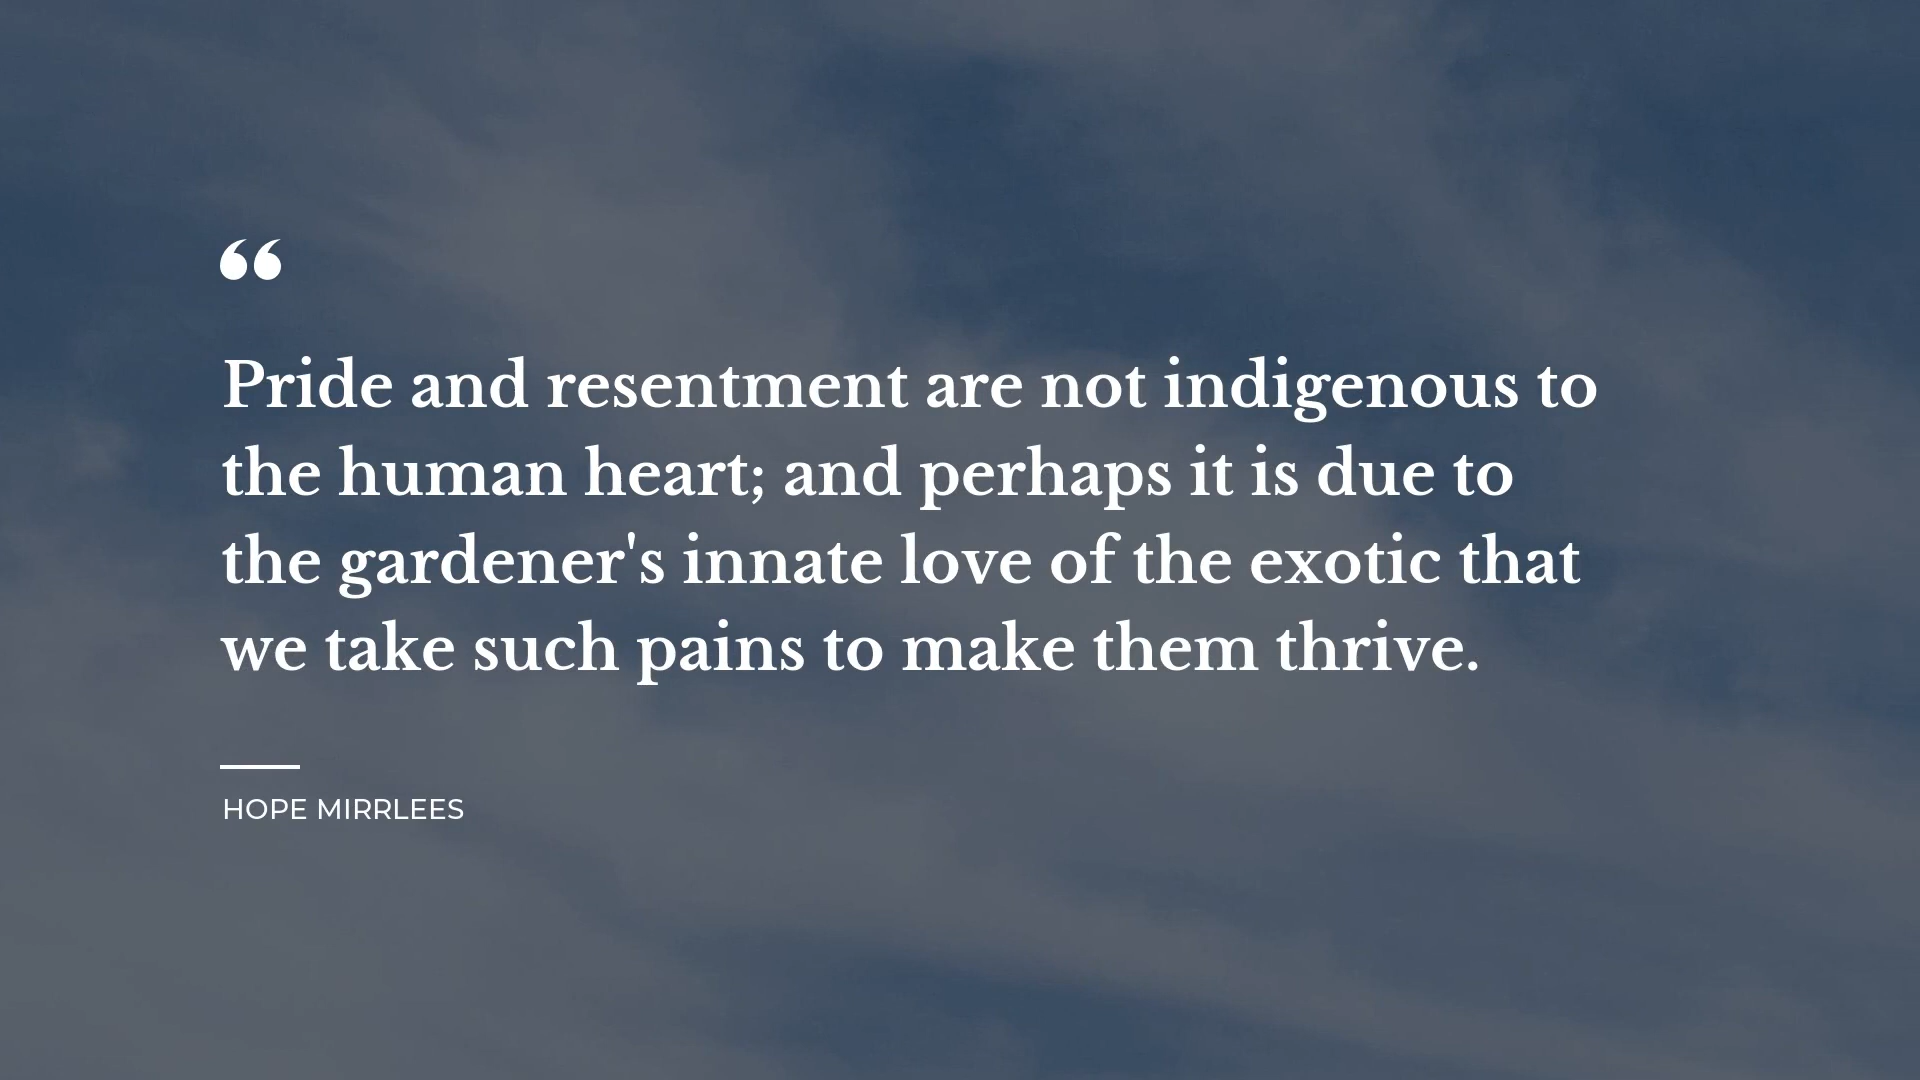 “
Pride and resentment are not indigenous to
the human heart; and perhaps it is due to
the gardener's innate love of the exotic that
we take such pains to make them thrive.
HOPE MIRRLEES